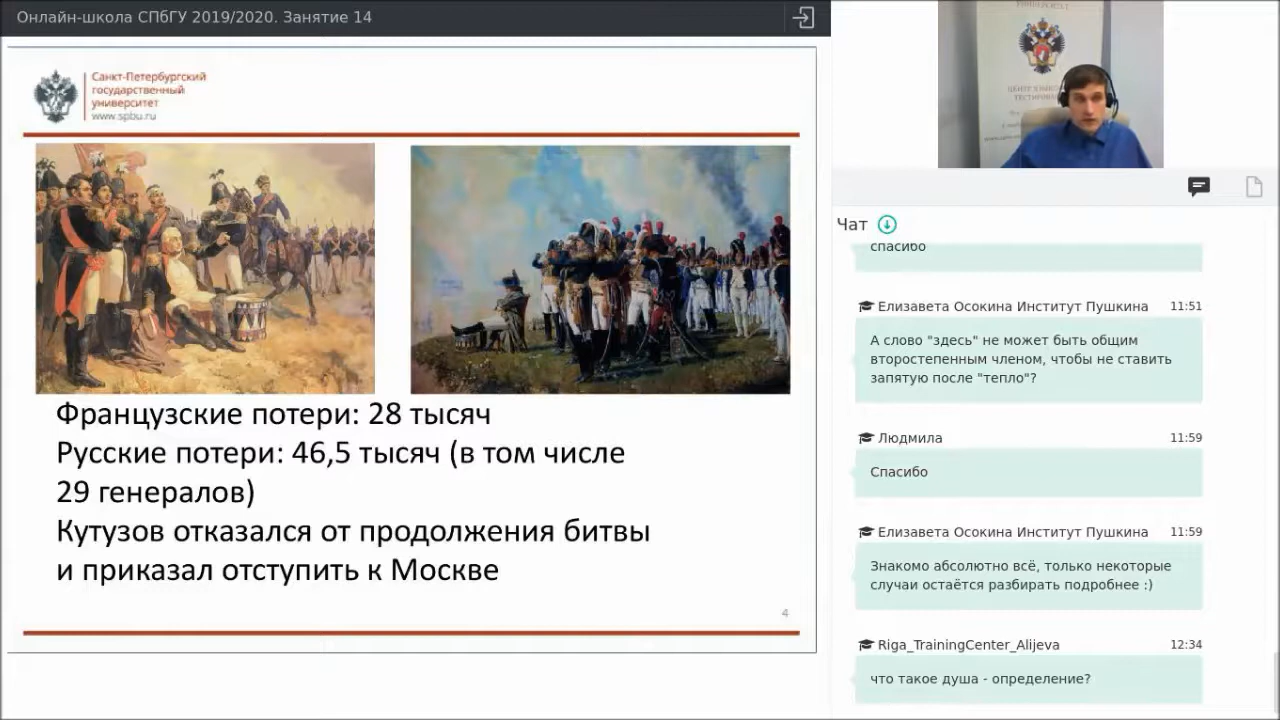 Онлайн-школа СПбГУ 2019/2020. Занятие 14
Санкт-Петербургский
государственный
университет
www.spbu.ru
Французские потери: 28 тысяч
Русские потери: 46,5 тысяч (в том числе
29 генералов)
Кутузов отказался от продолжения битвы
и приказал отступить к Москве
4
Чат
спасибо
Елизавета Осокина Институт Пушкина 11:51
А слово "здесь" не может быть общим
второстепенным членом, чтобы не ставить
запятую после "тепло"?
Людмила 11:59
Спасибо
Елизавета Осокина Институт Пушкина 11:59
Знакомо абсолютно всё, только некоторые
случаи остаётся разбирать подробнее :)
Riga_TrainingCenter_Alijeva 12:34
что такое душа - определение?